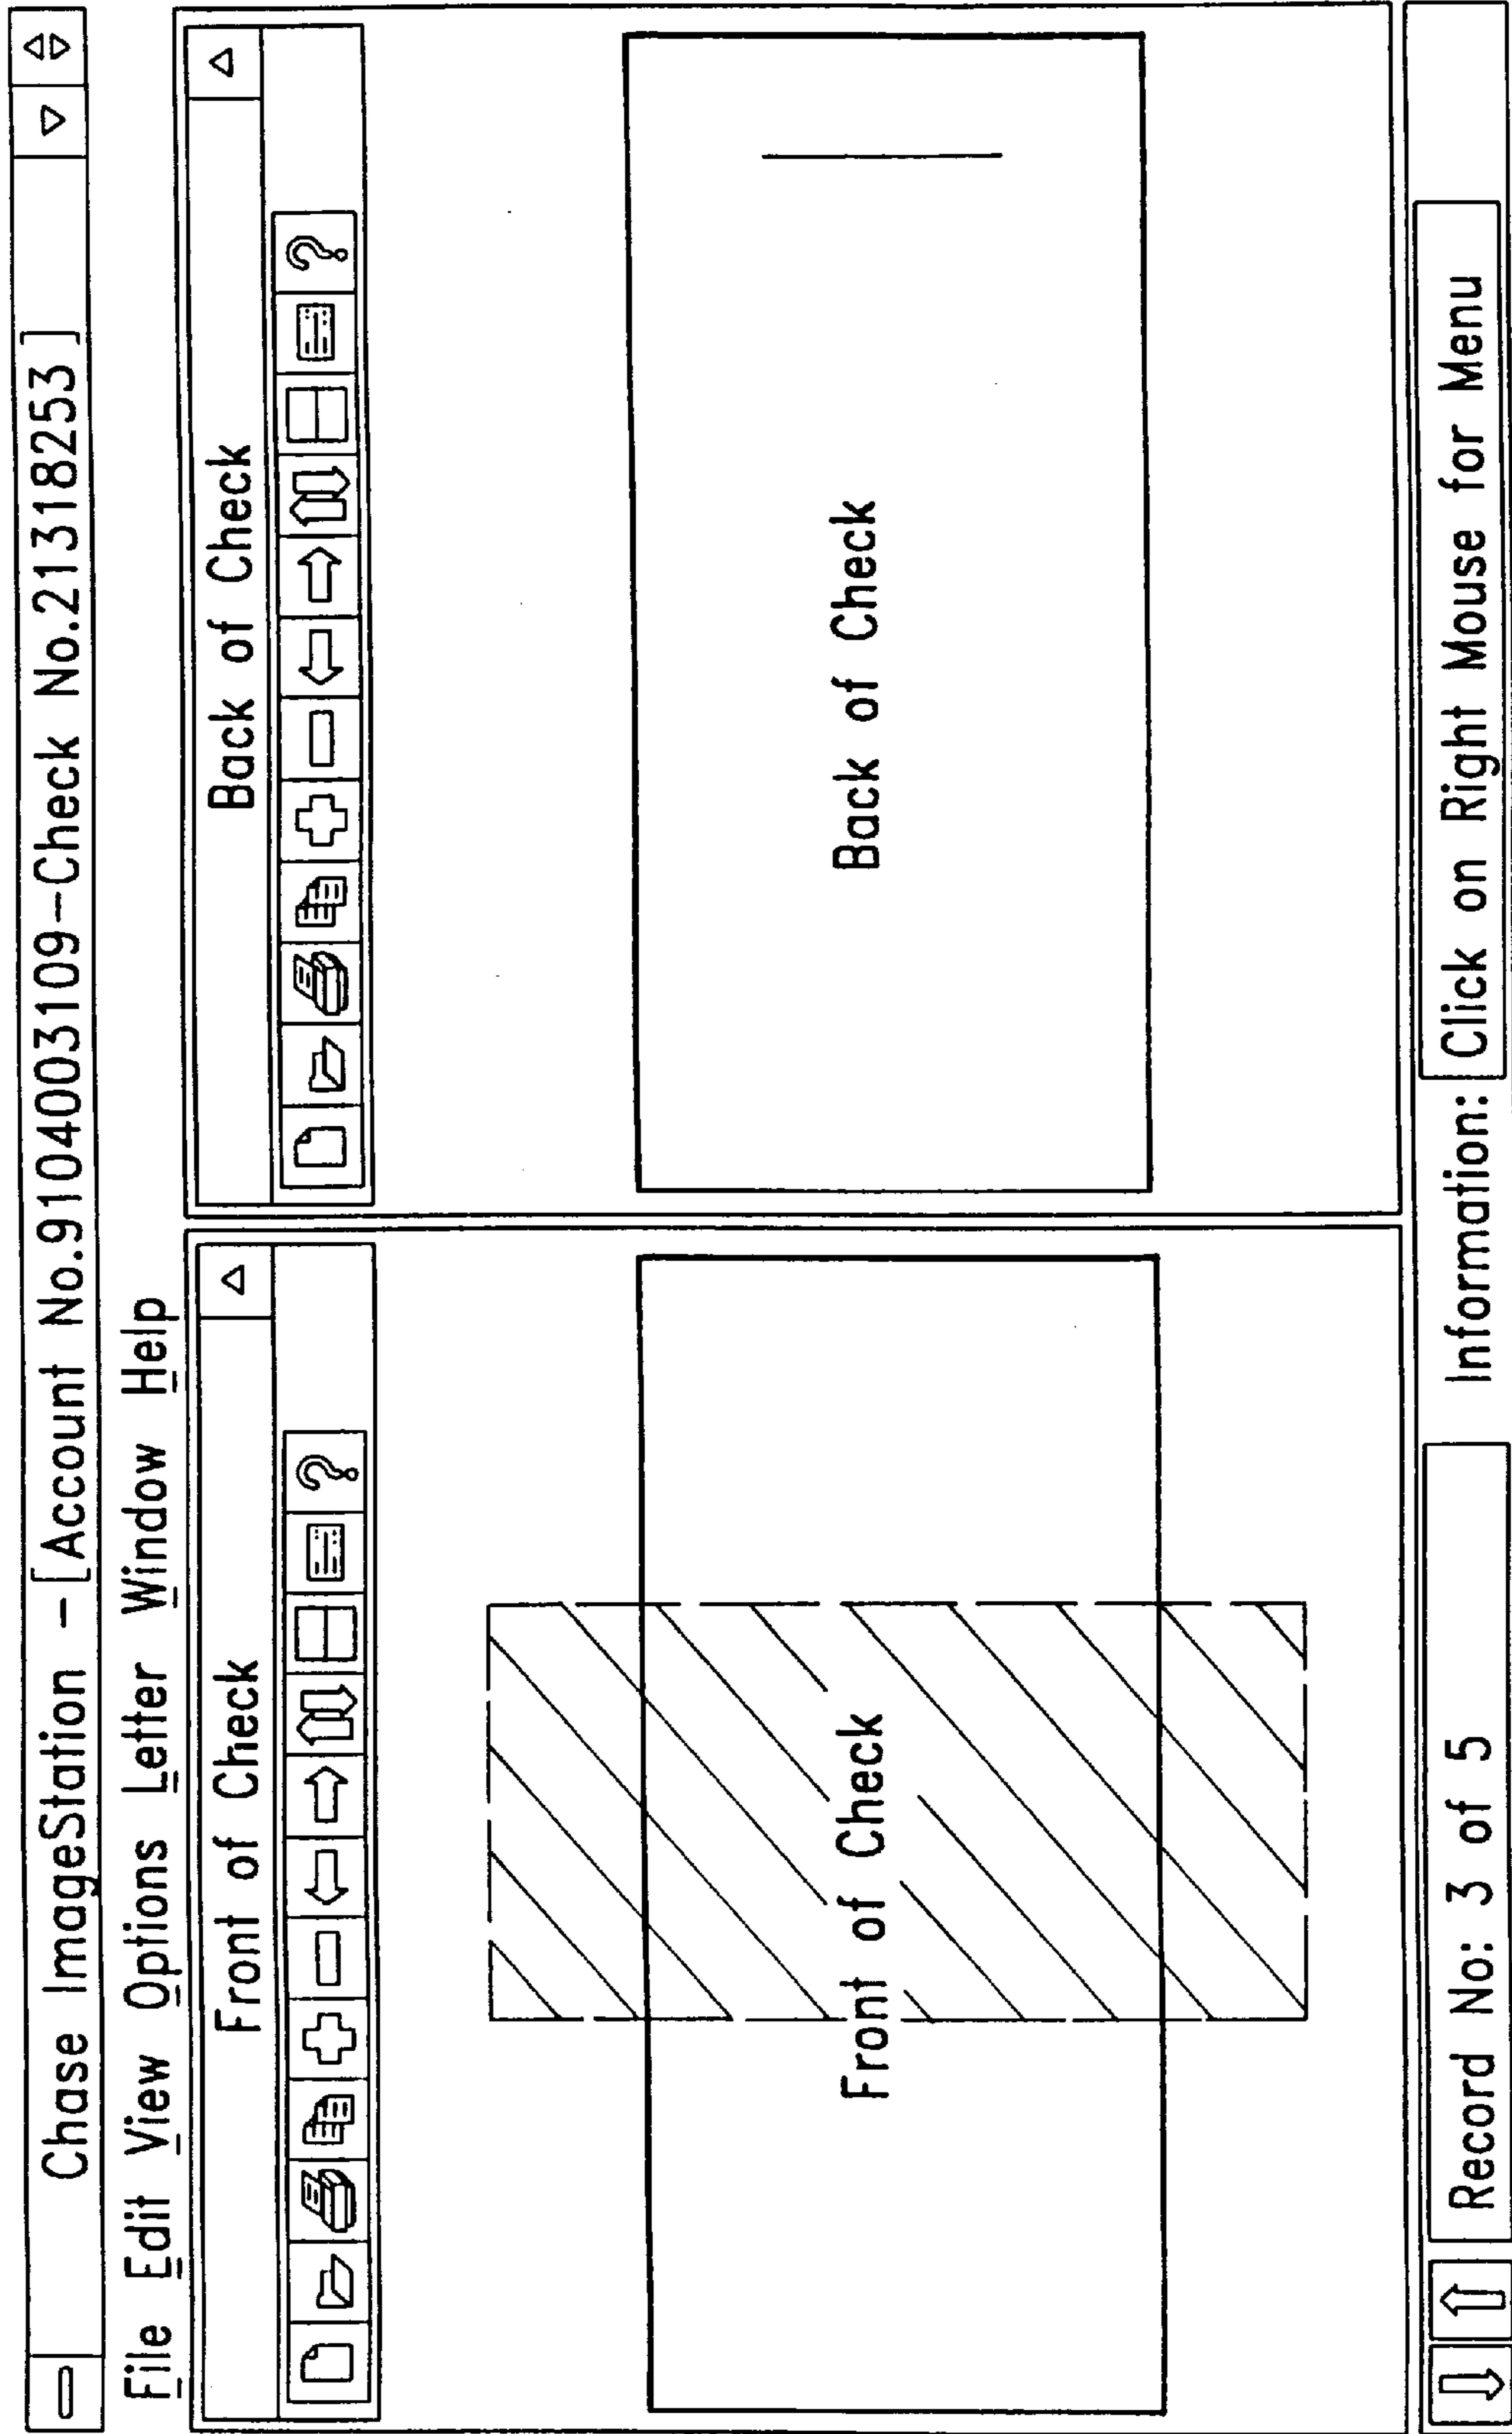 Chase ImageStation -[Account No.9104003109-Check No.21318253 ]
File Edit View Options Letter Window Help
Front of Check
?
Front of Check
Back of Check
?
Back of Check
Record No: 3 of 5
Information: Click on Right Mouse for Menu